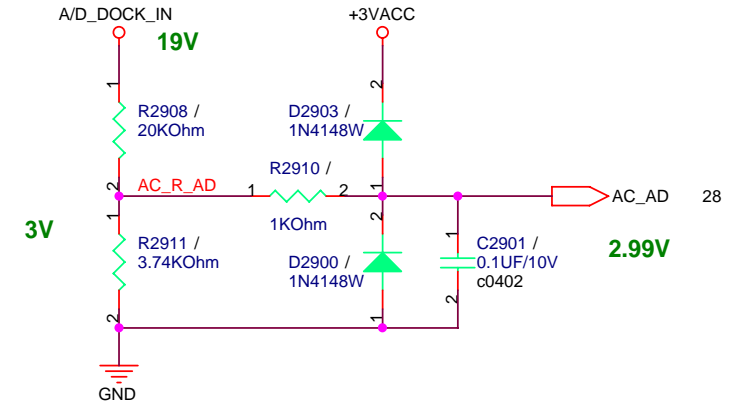 A/D_DOCK_IN
+3VACC
19V
1
2
R2908 /
20KOhm
D2903 /
1N4148W
R2910 /
2
AC_R_AD
1
2
1
AC_AD
28
1
1KOhm
2
1
3V
R2911 /
3.74KOhm
D2900 /
1N4148W
C2901 /
0.1UF/10V
c0402
2.99V
2
1
2
GND